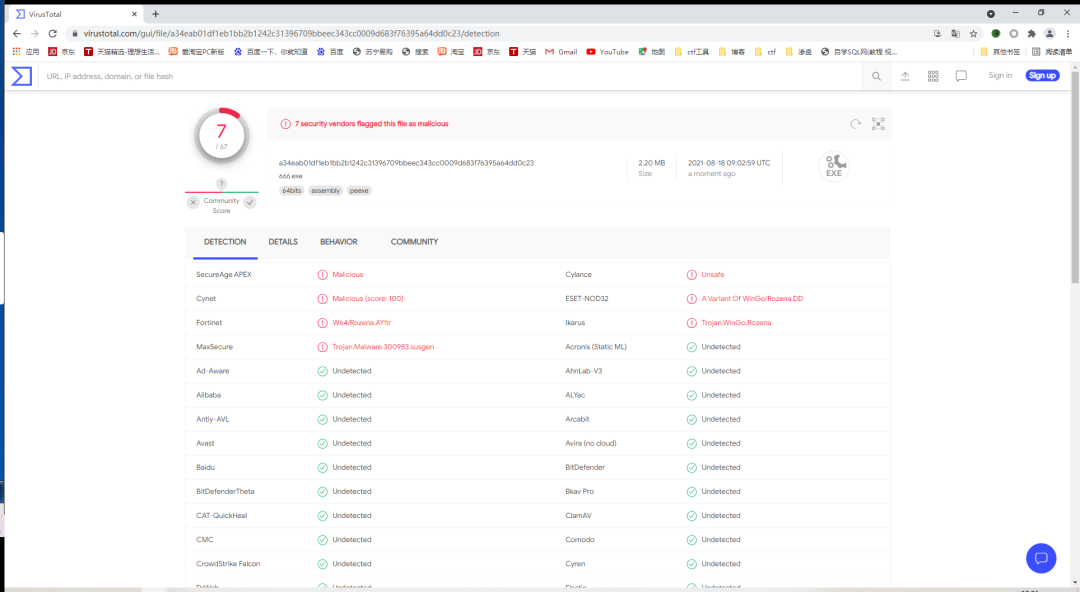 VirusTotal
virustotal.com/gui/file/a34eab01df1eb1bb2b1242c31396709bbeec343cc0009d683f76395a64dd0c23/detection
应用 京东 天猫精选-理想生活... 爱淘宝PC新版 百度一下，你就知道 百度 苏宁易购 搜索 淘宝 京东 天猫 Gmail YouTube 地图 ctf工具 博客 ctf 渗透 自学SQL网(教程 视... 其他书签 阅读清单
URL, IP address, domain, or file hash
Sign in Sign up
7
/ 67
7 security vendors flagged this file as malicious
a34eab01df1eb1bb2b1242c31396709bbeec343cc0009d683f76395a64dd0c23
666.exe
64bits assembly peexe
2.20 MB
Size
2021-08-18 09:02:59 UTC
a moment ago
EXE
?
Community
Score
DETECTION DETAILS BEHAVIOR COMMUNITY
SecureAge APEX Malicious Cylance Unsafe
Cynet Malicious (score: 100) ESET-NOD32 A Variant Of WinGo/Rozena.DD
Fortinet W64/Rozena.AY!tr Ikarus Trojan.WinGo.Rozena
MaxSecure Trojan.Malware.300983.susgen Acronis (Static ML) Undetected
Ad-Aware Undetected AhnLab-V3 Undetected
Alibaba Undetected ALYac Undetected
Antiy-AVL Undetected Arcabit Undetected
Avast Undetected Avira (no cloud) Undetected
Baidu Undetected BitDefender Undetected
BitDefenderTheta Undetected Bkav Pro Undetected
CAT-QuickHeal Undetected ClamAV Undetected
CMC Undetected Comodo Undetected
CrowdStrike Falcon Undetected Cyren Undetected
DrWeb Undetected Elastic Undetected